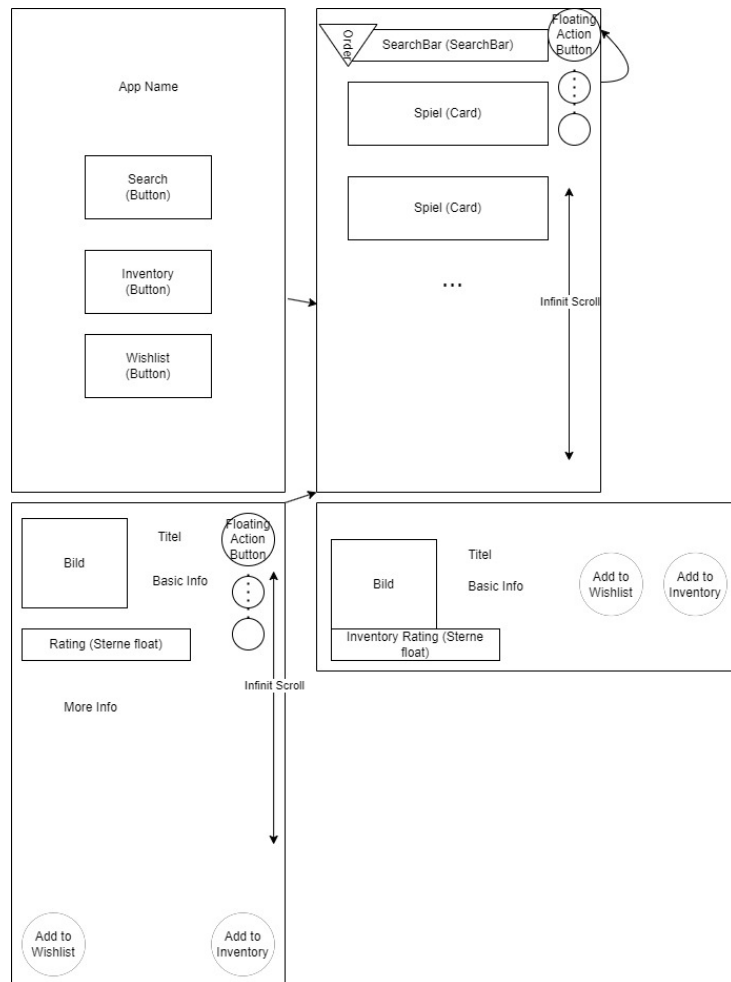 App Name
Search
(Button)
Inventory
(Button)
Wishlist
(Button)
Order
SearchBar (SearchBar)
Floating
Action
Button
Spiel (Card)
Spiel (Card)
...
Infinit Scroll
Bild
Titel
Basic Info
Floating
Action
Button
Rating (Sterne float)
Infinit Scroll
More Info
Add to
Wishlist
Add to
Inventory
Bild
Titel
Basic Info
Inventory Rating (Sterne
float)
Add to
Wishlist
Add to
Inventory